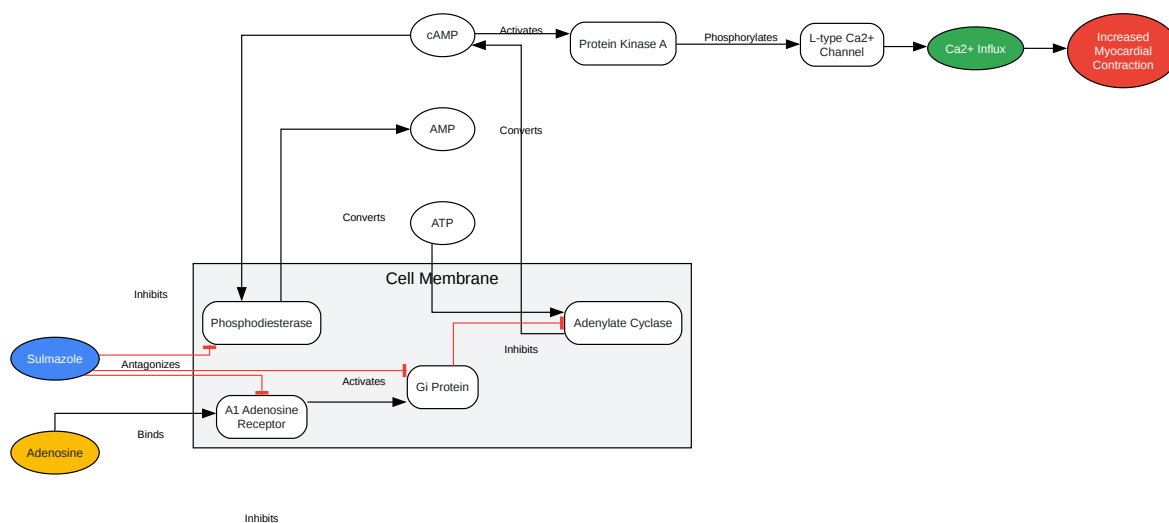 cAMP
Activates
Protein Kinase A
Phosphorylates
L-type Ca2+
Channel
Ca2+ Influx
Increased
Myocardial
Contraction
AMP
Converts
Converts
ATP
Cell Membrane
Inhibits
Phosphodiesterase
Adenylate Cyclase
Sulmazole
Antagonizes
Inhibits
Activates
Gi Protein
A1 Adenosine
Receptor
Binds
Adenosine
Inhibits